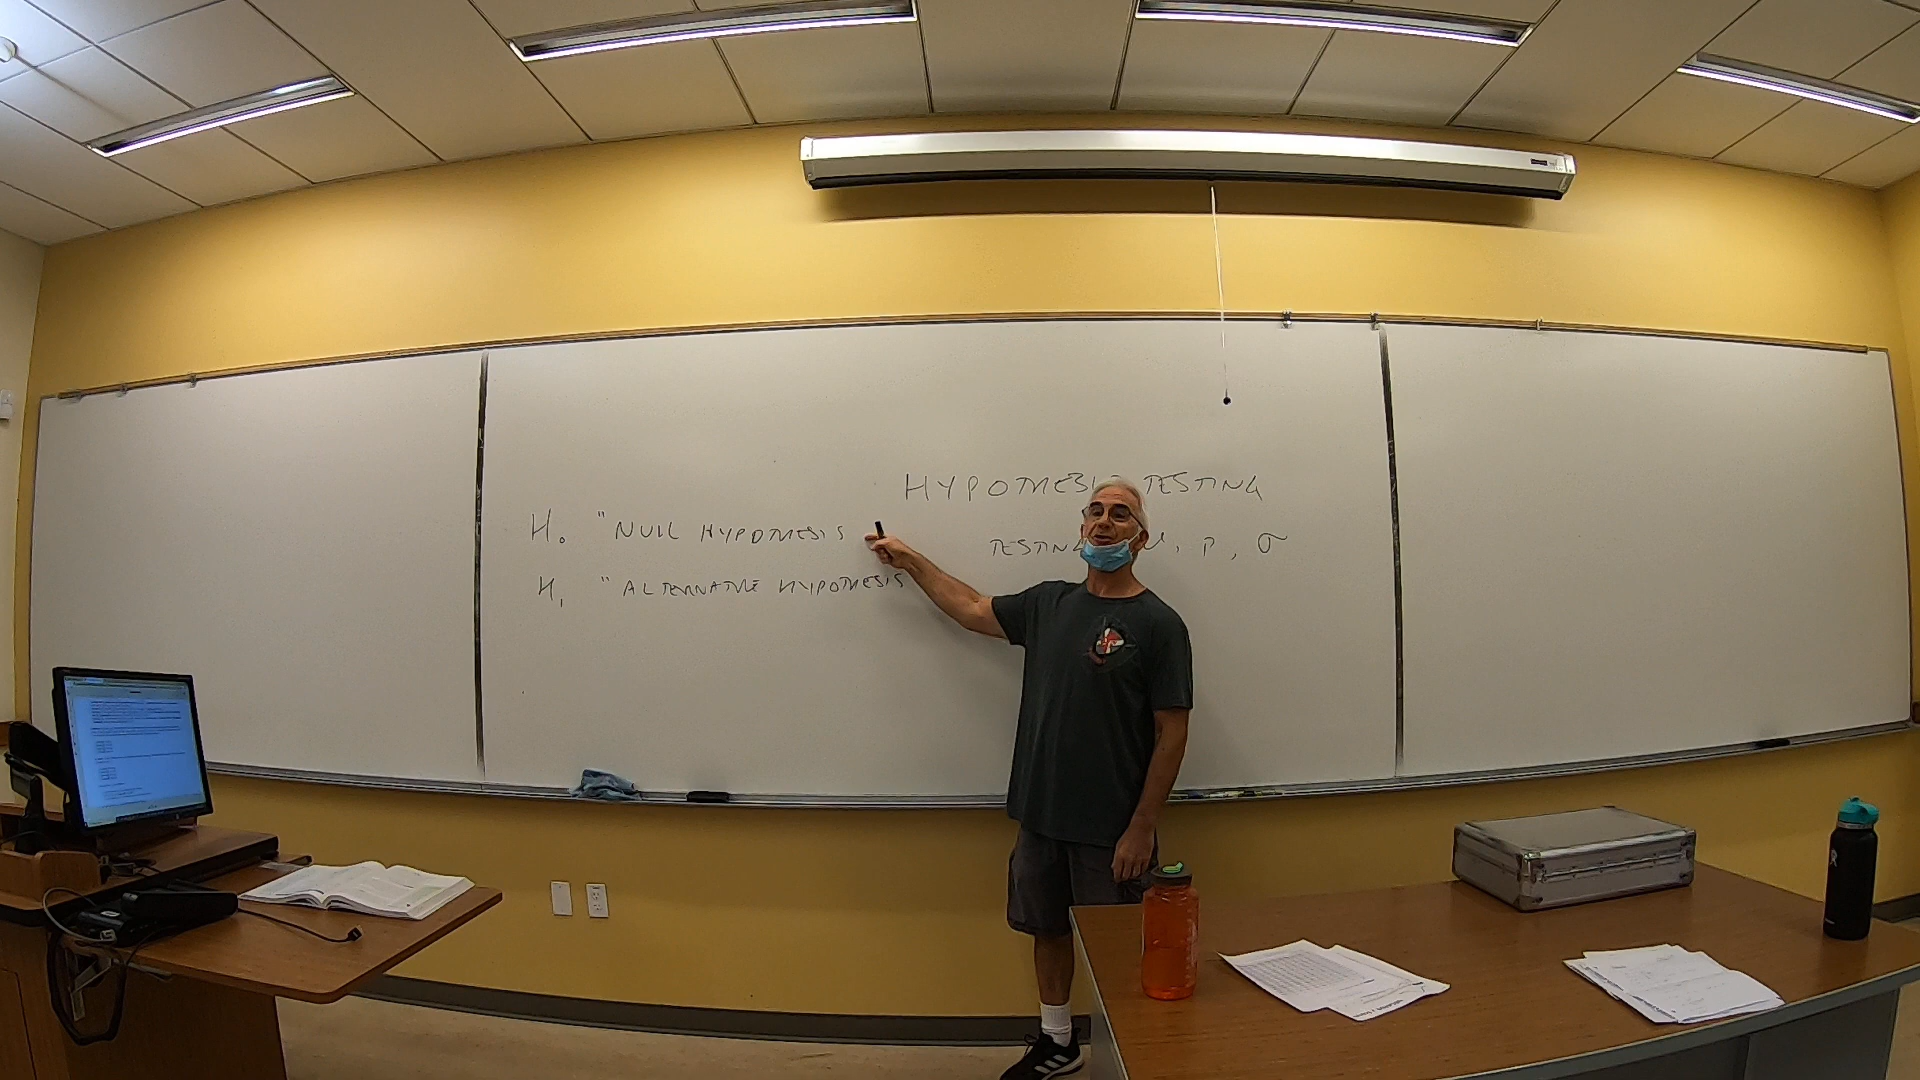 HYPOTHESIS TESTING
TESTING μ, p, σ
H₀ "NULL HYPOTHESIS
H₁ "ALTERNATIVE HYPOTHESIS